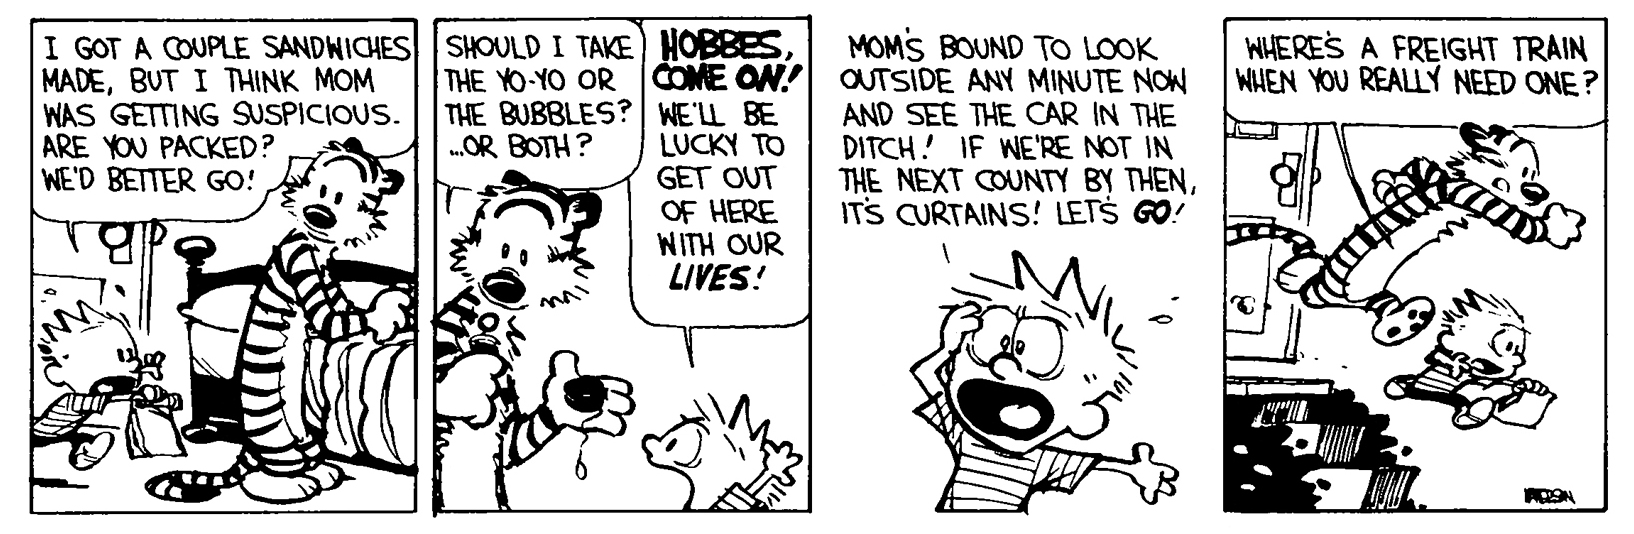 I GOT A COUPLE SANDWICHES
MADE, BUT I THINK MOM
WAS GETTING SUSPICIOUS.
ARE YOU PACKED?
WE'D BETTER GO!
SHOULD I TAKE
THE YO-YO OR
THE BUBBLES?
...OR BOTH?
HOBBES,
COME ON!
WE'LL BE
LUCKY TO
GET OUT
OF HERE
WITH OUR
LIVES!
MOM'S BOUND TO LOOK
OUTSIDE ANY MINUTE NOW
AND SEE THE CAR IN THE
DITCH! IF WE'RE NOT IN
THE NEXT COUNTY BY THEN,
IT'S CURTAINS! LET'S GO!
WHERE'S A FREIGHT TRAIN
WHEN YOU REALLY NEED ONE?
WATTERSON